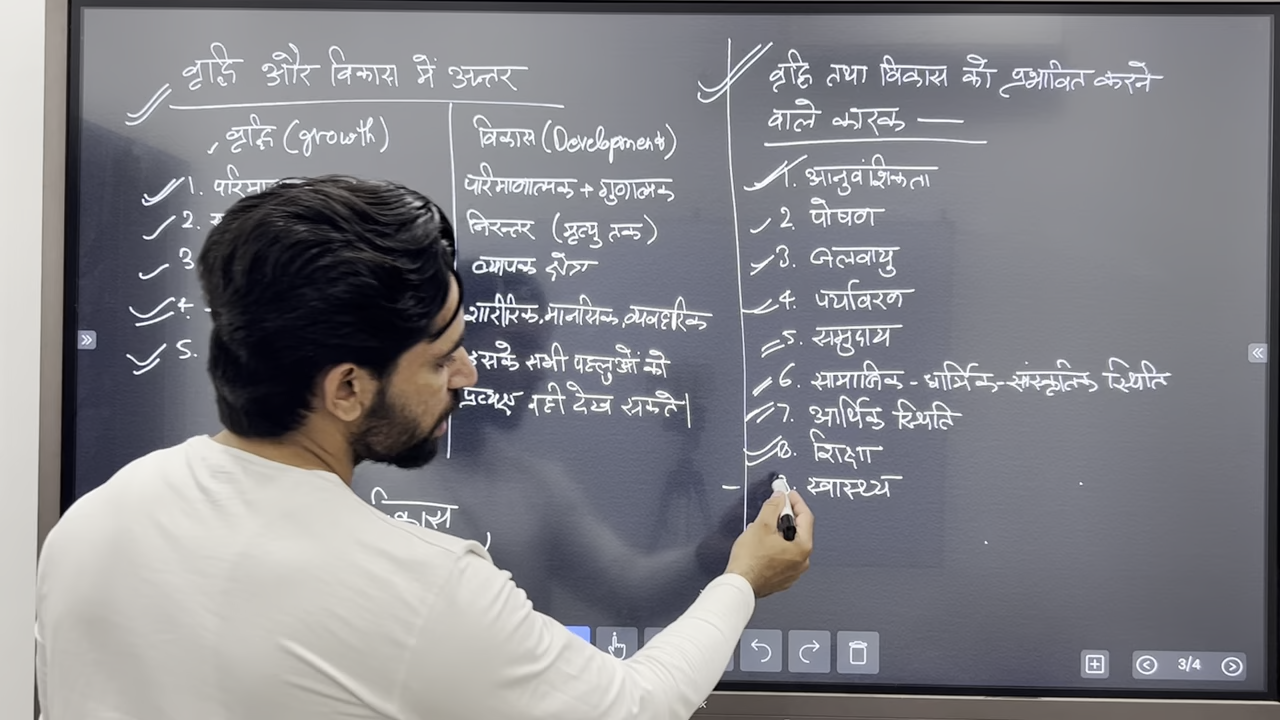 वृद्धि और विकास में अन्तर
वृद्धि (growth)
विकास (Development)
1.
परिमाणात्मक + गुणात्मक
2.
निरन्तर (मृत्यु तक)
3
व्यापक क्षेत्र
4.
शारीरिक, मानसिक, व्यवहारिक
5.
इसके सभी पहलुओं को
प्रत्यक्ष नहीं देख सकते।
वृद्धि तथा विकास को प्रभावित करने
वाले कारक —
1. आनुवंशिकता
2. पोषण
3. जलवायु
4. पर्यावरण
5. समुदाय
6. सामाजिक - धार्मिक - सांस्कृतिक स्थिति
7. आर्थिक स्थिति
8. शिक्षा
स्वास्थ्य
3/4